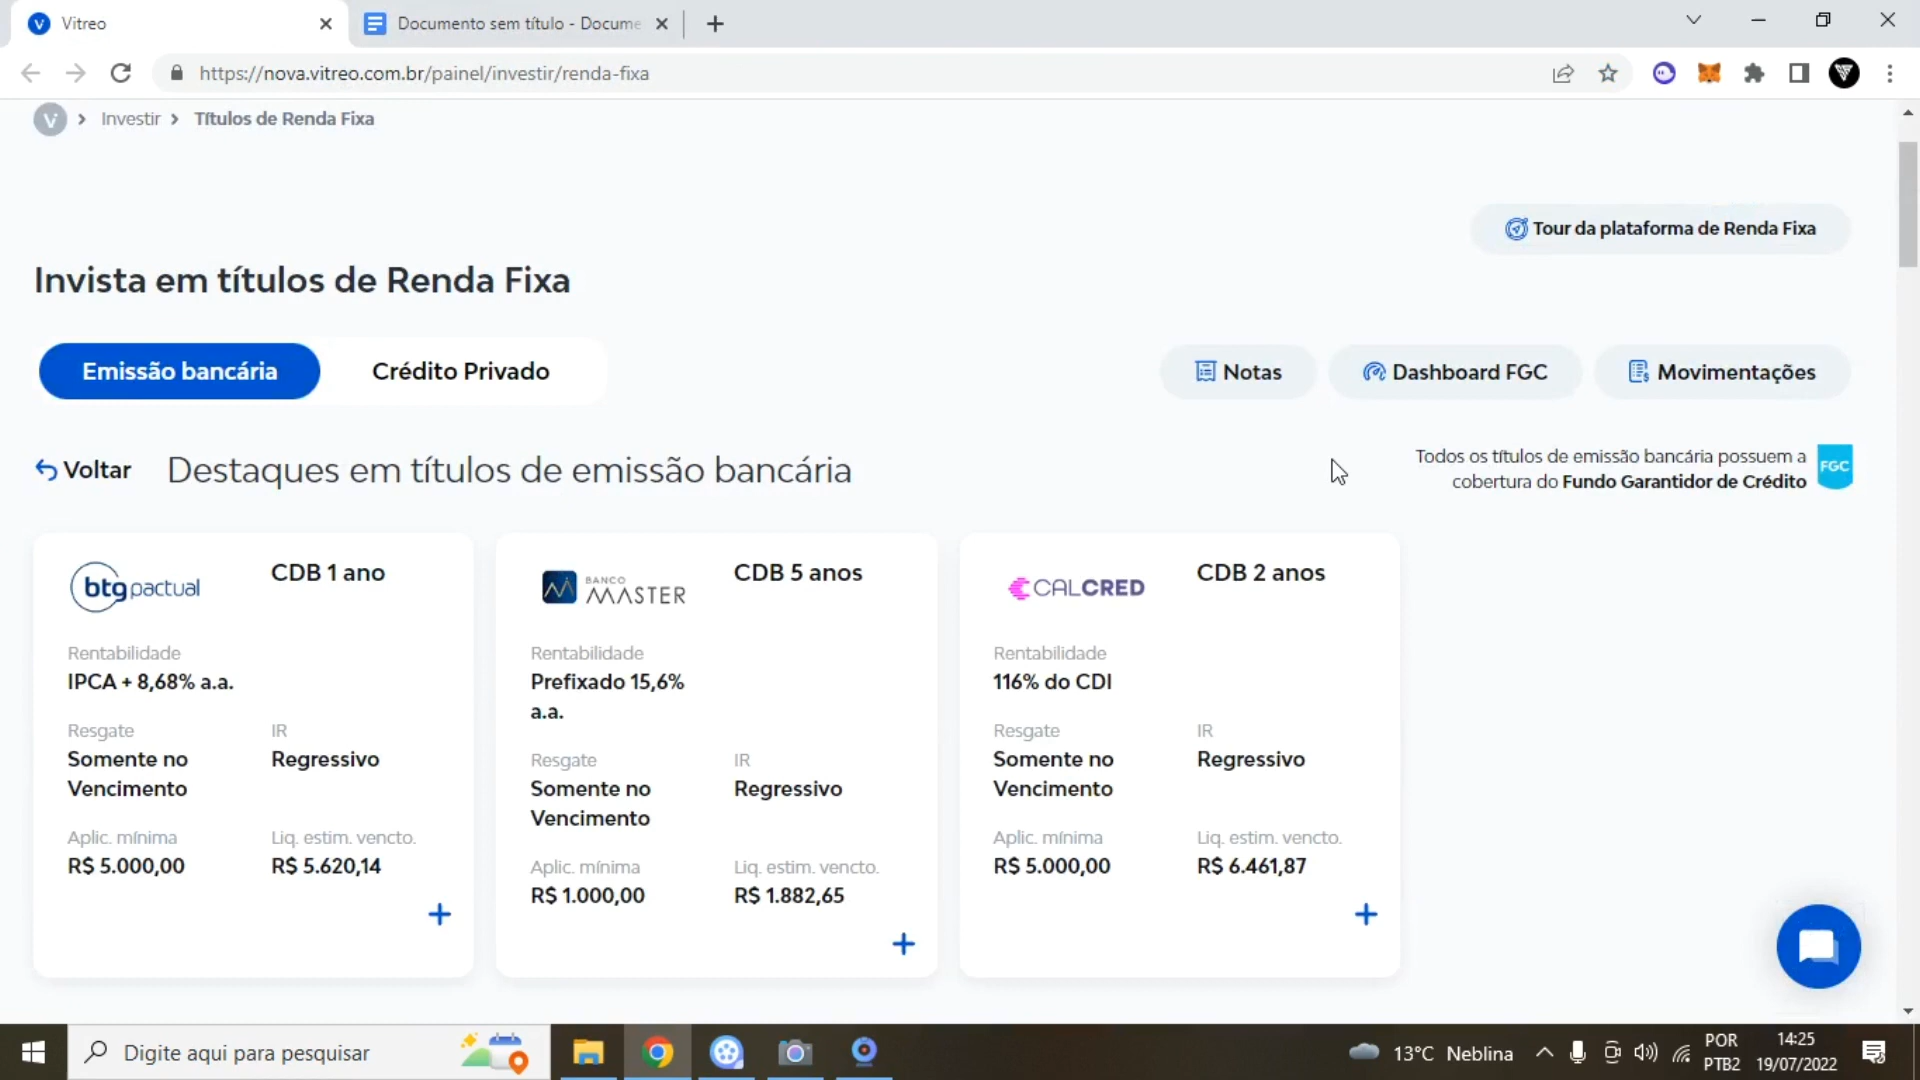 Vitreo
Documento sem título - Docume
https://nova.vitreo.com.br/painel/investir/renda-fixa
Investir
Títulos de Renda Fixa
Tour da plataforma de Renda Fixa
Invista em títulos de Renda Fixa
Emissão bancária
Crédito Privado
Notas
Dashboard FGC
Movimentações
Voltar
Destaques em títulos de emissão bancária
Todos os títulos de emissão bancária possuem a
cobertura do Fundo Garantidor de Crédito
FGC
btg pactual
CDB 1 ano
Rentabilidade
IPCA + 8,68% a.a.
Resgate
Somente no
Vencimento
IR
Regressivo
Aplic. mínima
R$ 5.000,00
Liq. estim. vencto.
R$ 5.620,14
BANCO
MASTER
CDB 5 anos
Rentabilidade
Prefixado 15,6%
a.a.
Resgate
Somente no
Vencimento
IR
Regressivo
Aplic. mínima
R$ 1.000,00
Liq. estim. vencto.
R$ 1.882,65
CALCRED
CDB 2 anos
Rentabilidade
116% do CDI
Resgate
Somente no
Vencimento
IR
Regressivo
Aplic. mínima
R$ 5.000,00
Liq. estim. vencto.
R$ 6.461,87
Digite aqui para pesquisar
13°C Neblina
POR
PTB2
14:25
19/07/2022